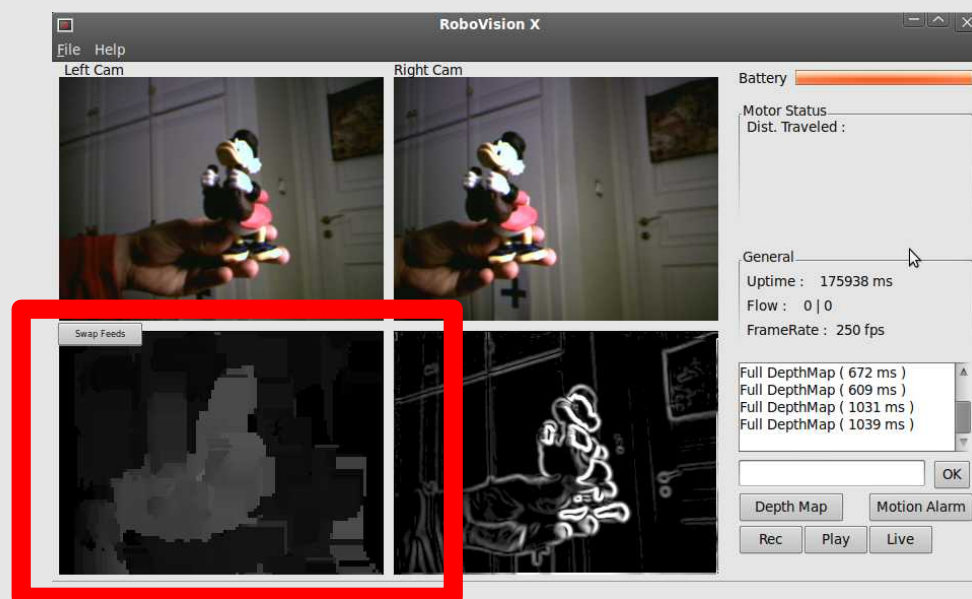 RoboVision X
File Help
Left Cam
Right Cam
Battery
Motor Status
Dist. Traveled :
General
Uptime : 175938 ms
Flow : 0 | 0
FrameRate : 250 fps
Swap Feeds
Full DepthMap ( 672 ms )
Full DepthMap ( 609 ms )
Full DepthMap ( 1031 ms )
Full DepthMap ( 1039 ms )
OK
Depth Map Motion Alarm
Rec Play Live